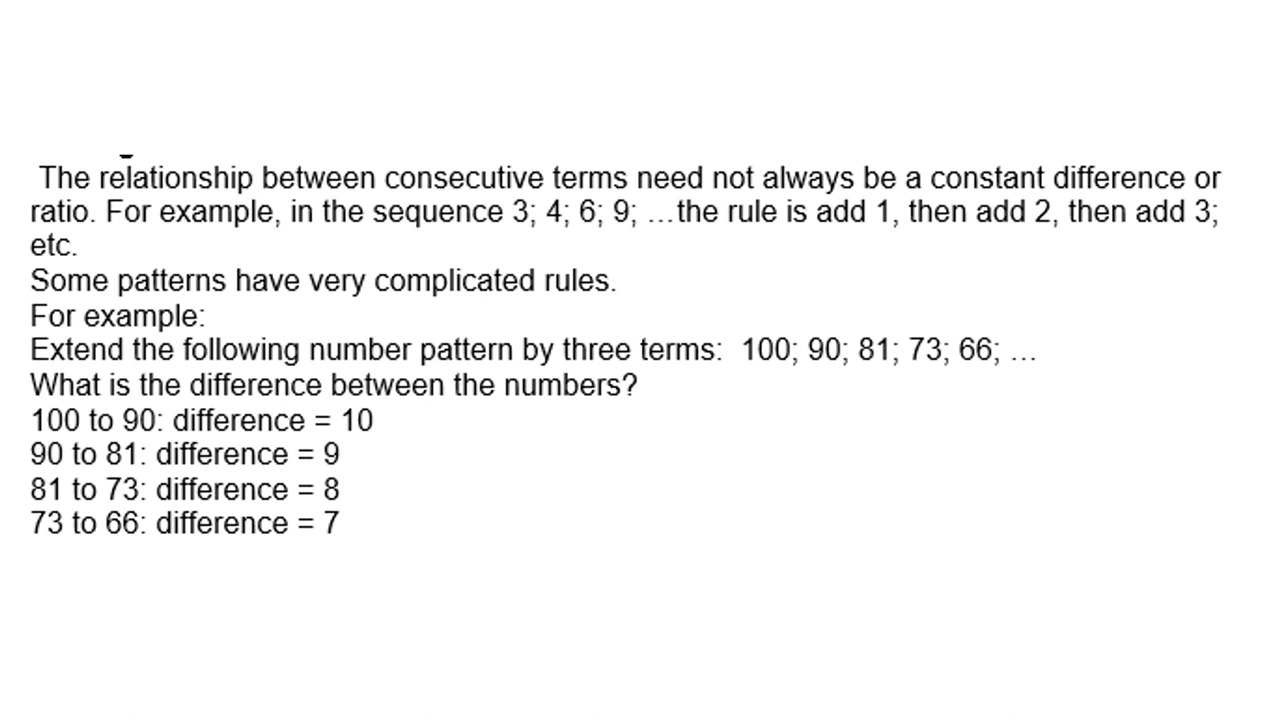 The relationship between consecutive terms need not always be a constant difference or
ratio. For example, in the sequence 3; 4; 6; 9; …the rule is add 1, then add 2, then add 3;
etc.
Some patterns have very complicated rules.
For example:
Extend the following number pattern by three terms:  100; 90; 81; 73; 66; …
What is the difference between the numbers?
100 to 90: difference = 10
90 to 81: difference = 9
81 to 73: difference = 8
73 to 66: difference = 7